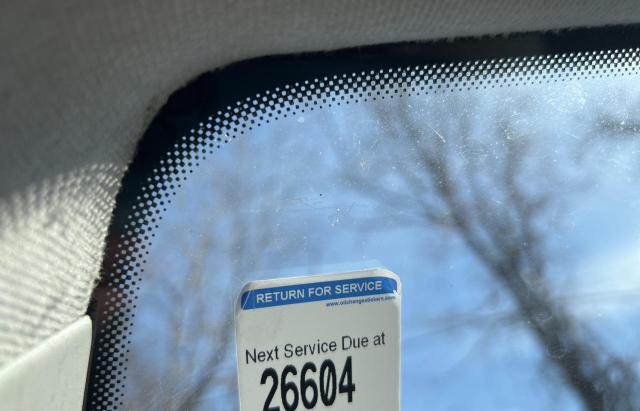 RETURN FOR SERVICE
www.oilchangestickers.com
Next Service Due at
26604